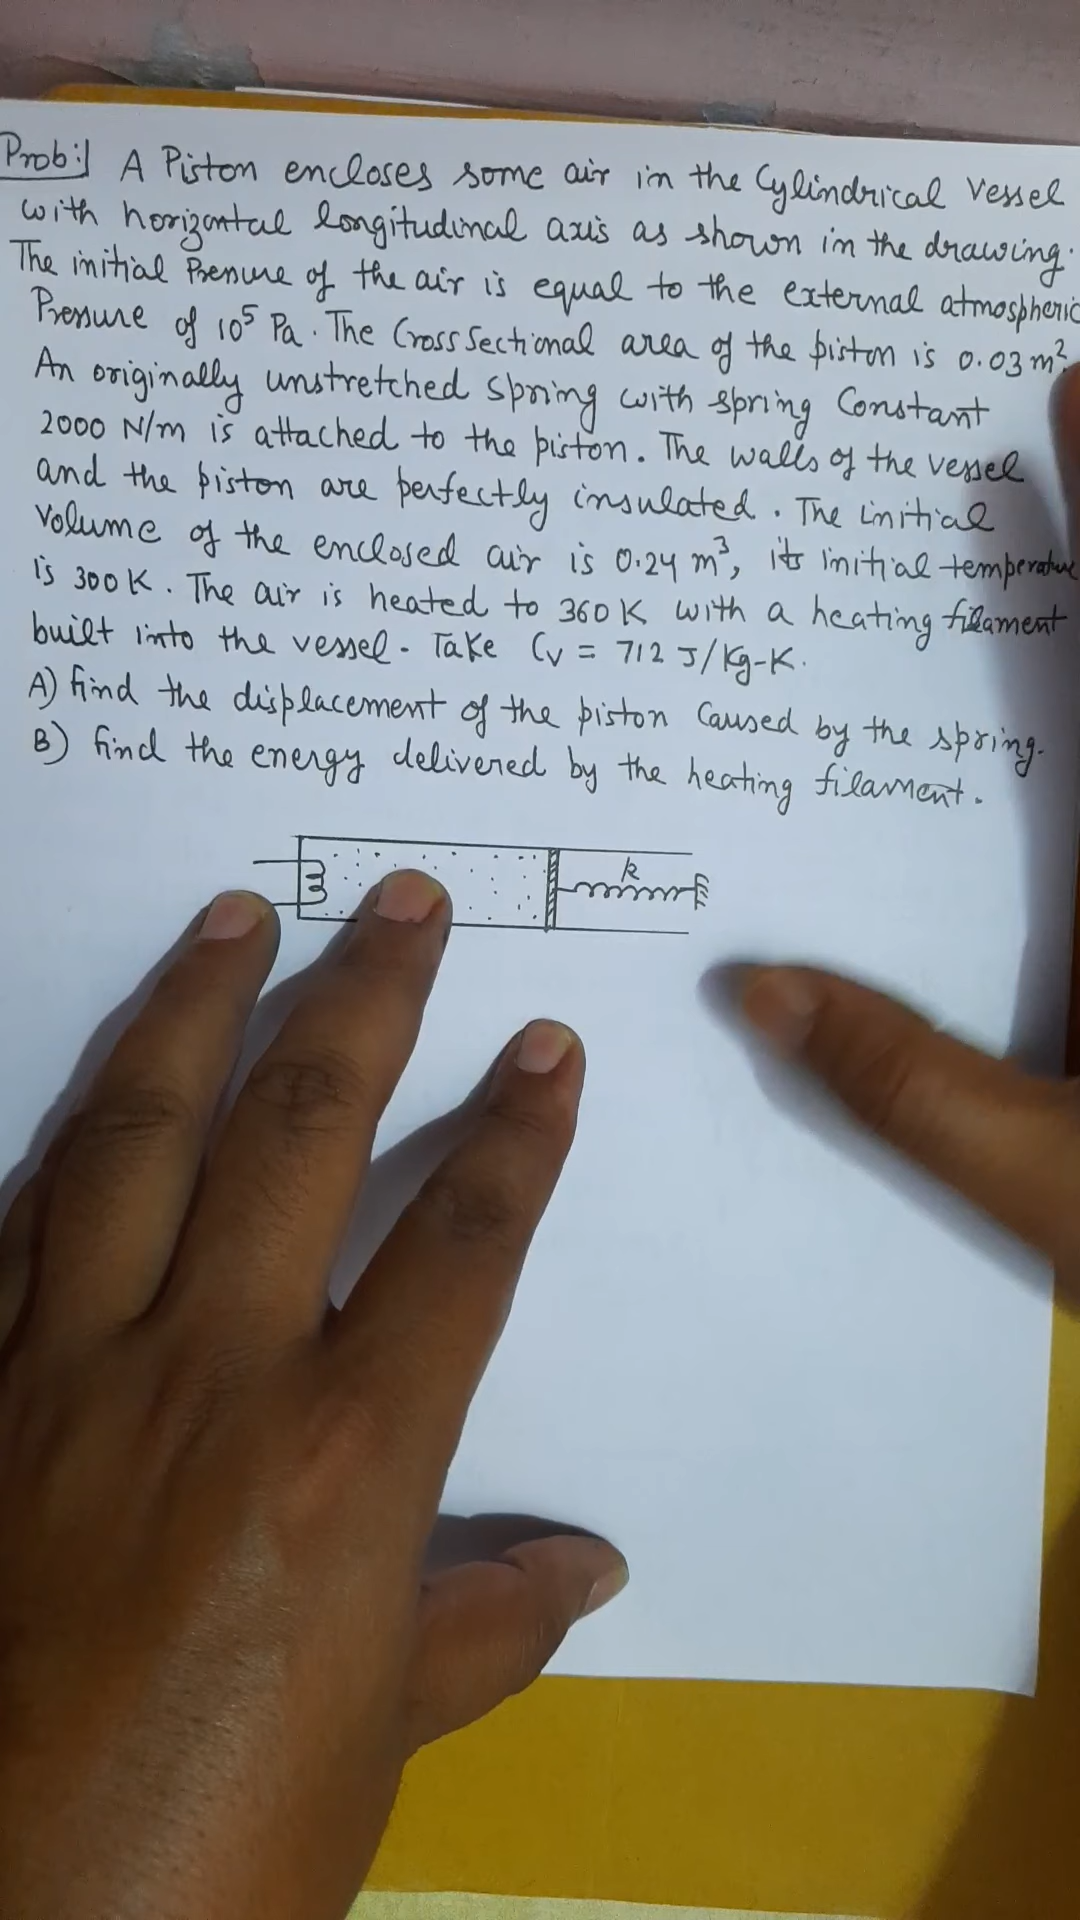 Prob:1 A Piston encloses some air in the Cylindrical vessel
with horizontal longitudinal axis as shown in the drawing.
The initial Pressure of the air is equal to the external atmospheric
Pressure of 10⁵ Pa. The Cross Sectional area of the piston is 0.03 m².
An originally unstretched spring with spring Constant
2000 N/m is attached to the piston. The walls of the vessel
and the piston are perfectly insulated. The initial
Volume of the enclosed air is 0.24 m³, its initial temperature
is 300 K. The air is heated to 360 K with a heating filament
built into the vessel. Take Cv = 712 J/Kg-K.
A) find the displacement of the piston Caused by the spring.
B) find the energy delivered by the heating filament.
k